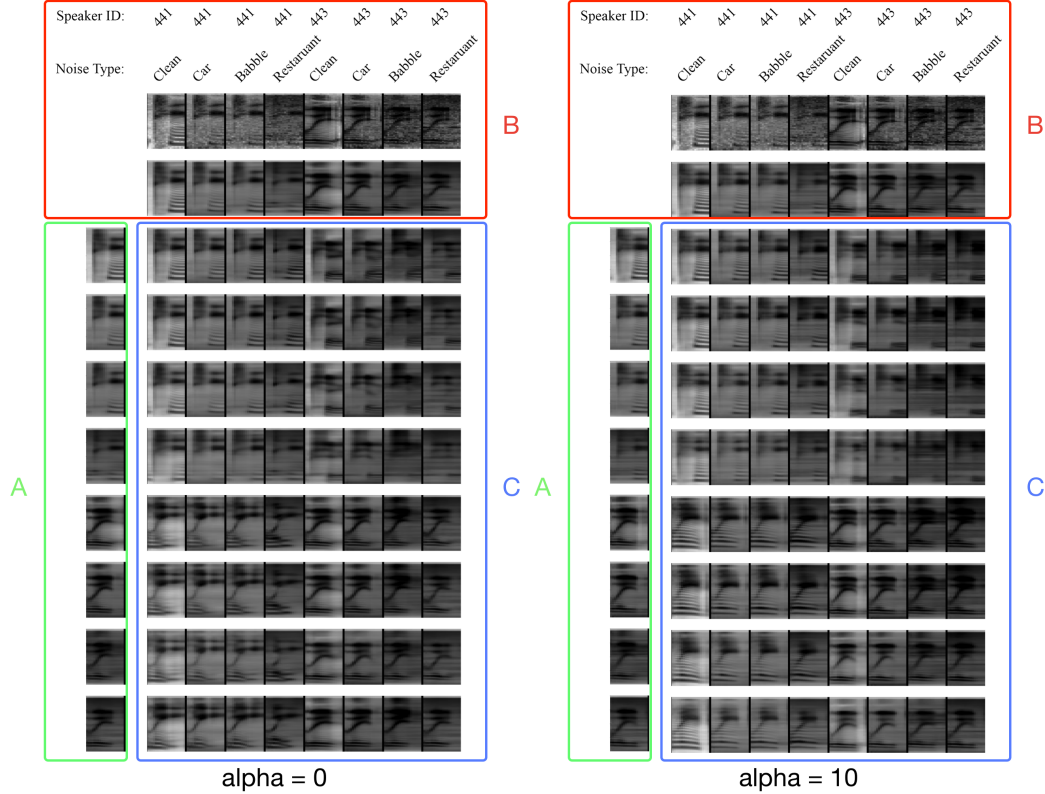 Speaker ID: 441 441 441 441 443 443 443 443
Noise Type: Clean Car Babble Restaruant Clean Car Babble Restaruant
B
A
C
alpha = 0
Speaker ID: 441 441 441 441 443 443 443 443
Noise Type: Clean Car Babble Restaruant Clean Car Babble Restaruant
B
A
C
alpha = 10